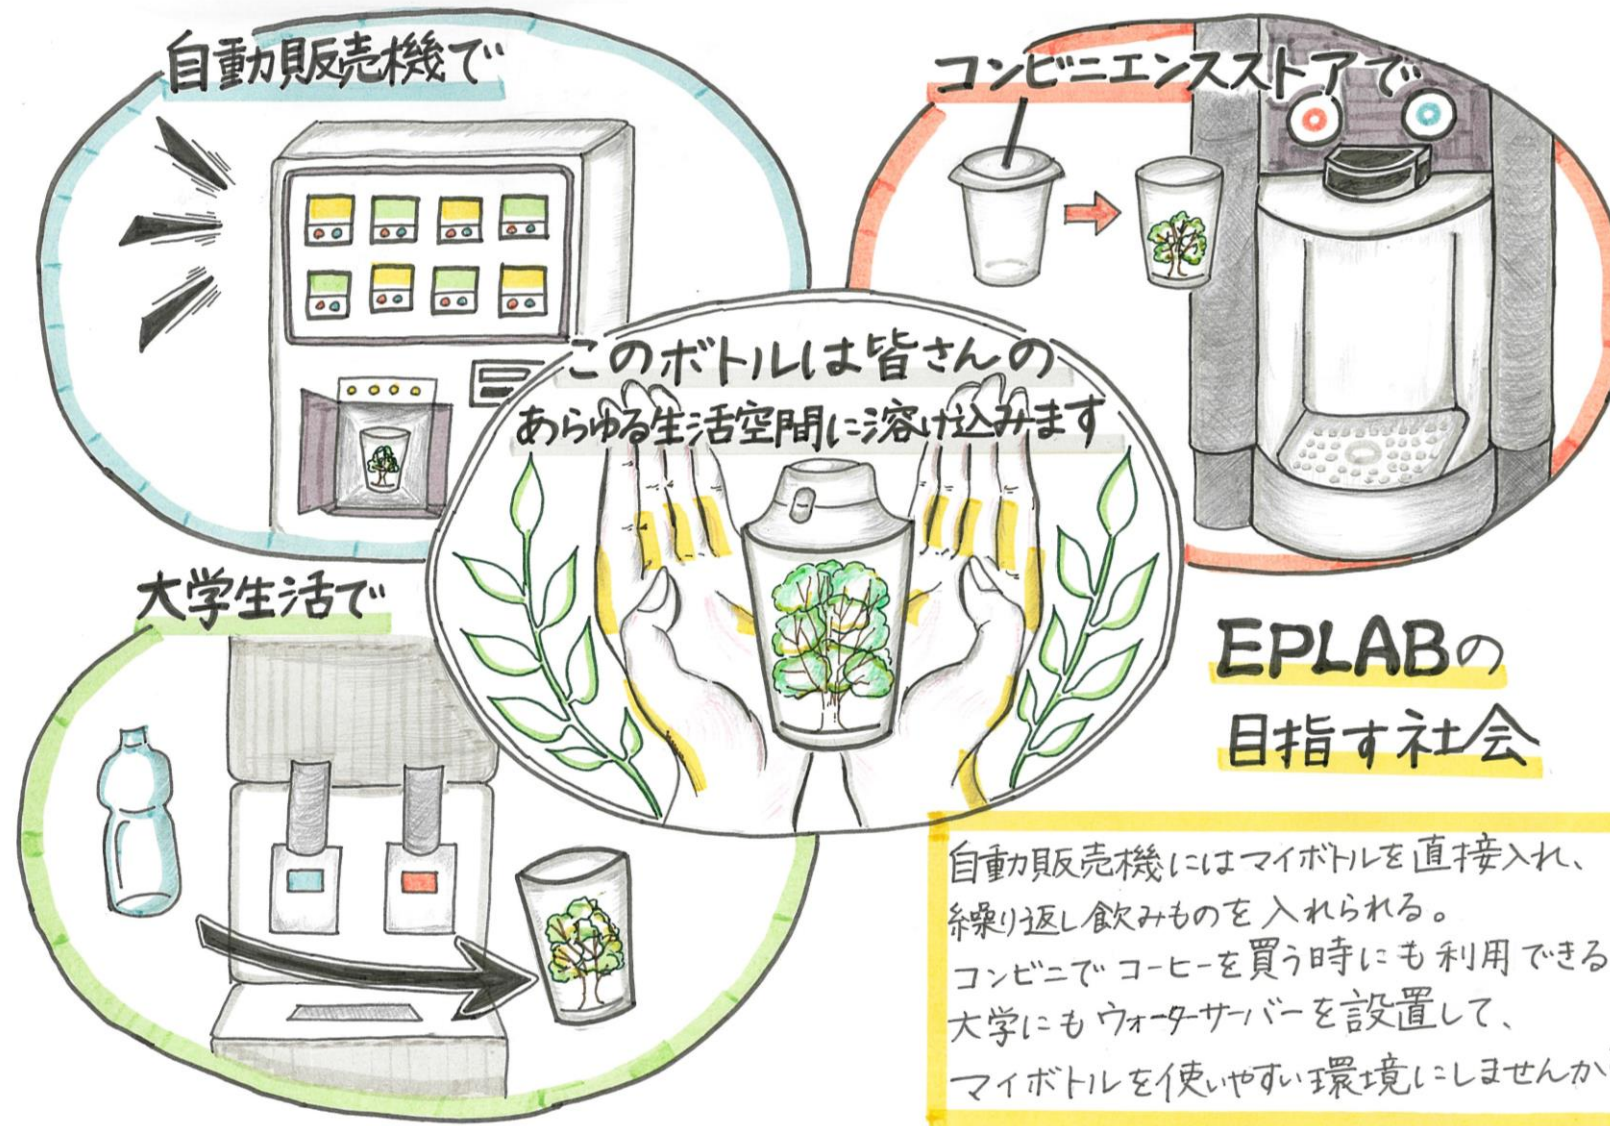 自動販売機で
コンビニエンスストアで
このボトルは皆さんの
あらゆる生活空間に溶け込みます
大学生活で
EPLABの
目指す社会
自動販売機にはマイボトルを直接入れ、
繰り返し飲みものを入れられる。
コンビニでコーヒーを買う時にも利用できる
大学にもウォーターサーバーを設置して、
マイボトルを使いやすい環境にしませんか